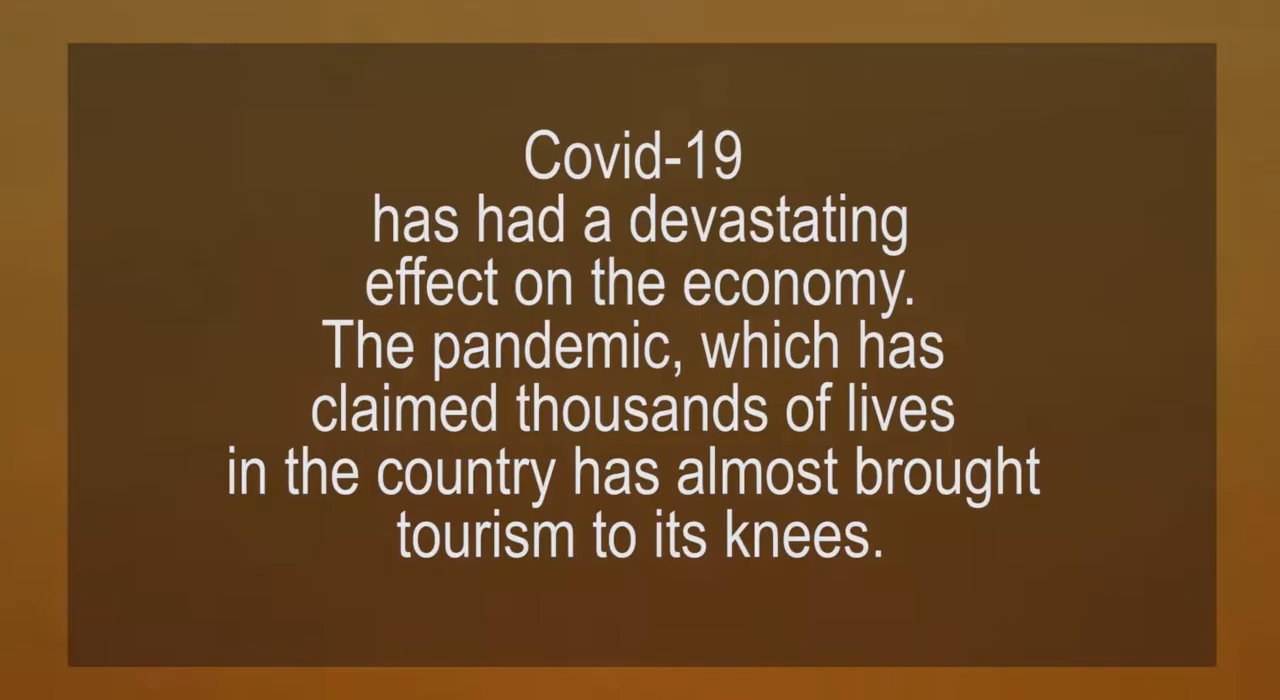 Covid-19
has had a devastating
effect on the economy.
The pandemic, which has
claimed thousands of lives
in the country has almost brought
tourism to its knees.